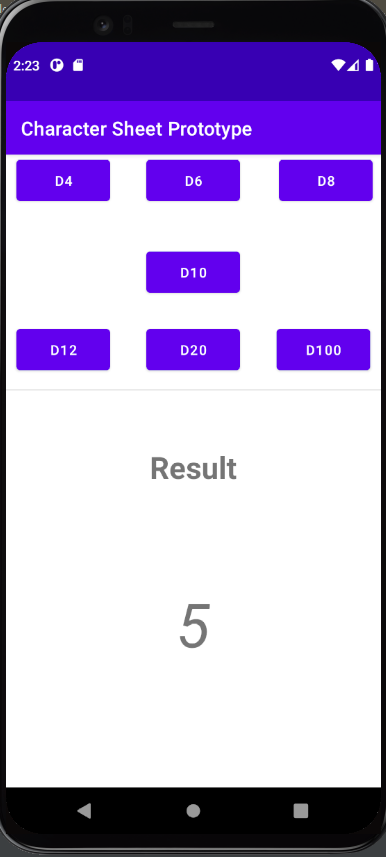 2:23
Character Sheet Prototype
D4 D6 D8
D10
D12 D20 D100
Result
5